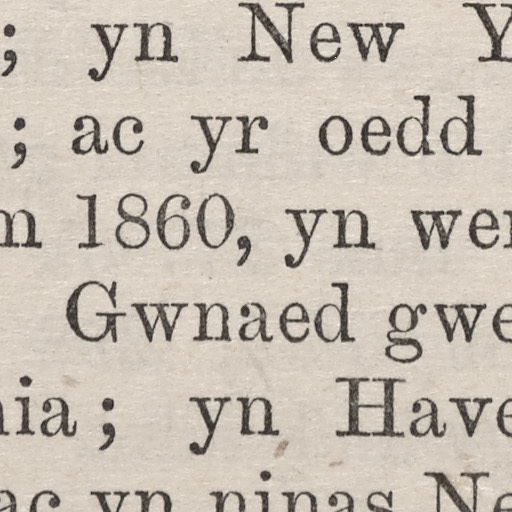 ; yn New Y
; ac yr oedd
m 1860, yn wer
Gwnaed gwe
nia; yn Have
ac yn ninas Ne